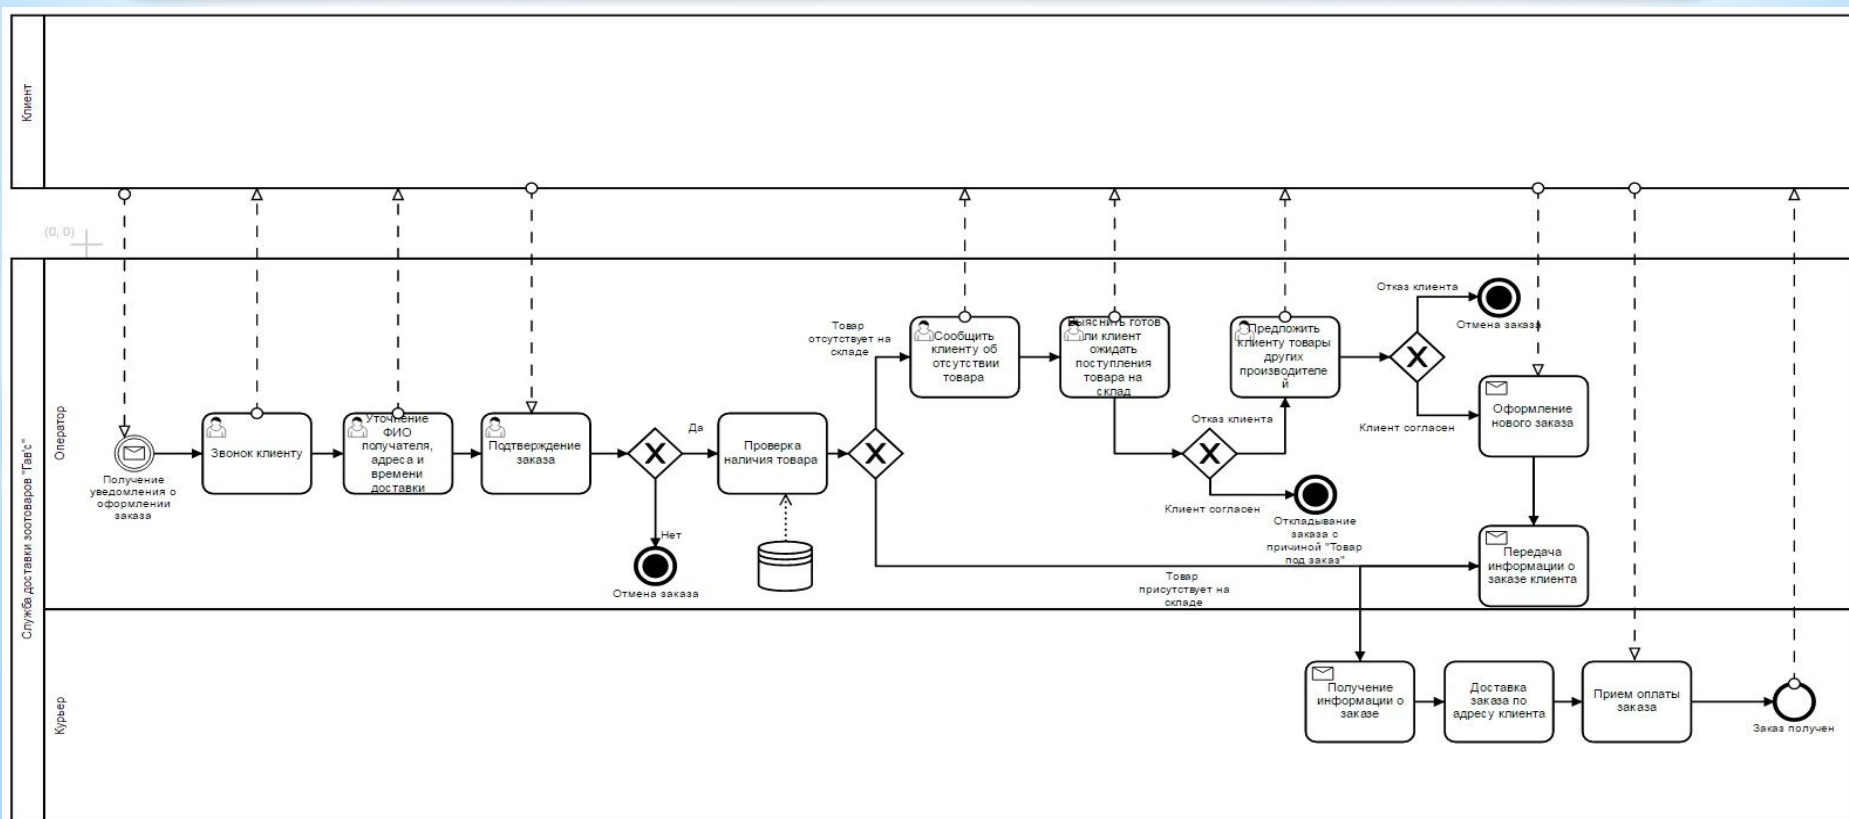 Клиент
(0, 0)
Служба доставки зоотоваров "Гав'с"
Оператор
Получение
уведомления о
оформлении
заказа
Звонок клиенту
Уточнение
ФИО
получателя,
адреса и
времени
доставки
Подтверждение
заказа
Да
Нет
Отмена заказа
Проверка
наличия товара
Товар
отсутствует на
складе
Товар
присутствует на
складе
Сообщить
клиенту об
отсутствии
товара
Выяснить готов
ли клиент
ожидать
поступления
товара на
склад
Отказ клиента
Клиент согласен
Откладывание
заказа с
причиной "Товар
под заказ"
Предложить
клиенту товары
других
производителе
й
Отказ клиента
Отмена заказа
Клиент согласен
Оформление
нового заказа
Передача
информации о
заказе клиента
Курьер
Получение
информации о
заказе
Доставка
заказа по
адресу клиента
Прием оплаты
заказа
Заказ получен